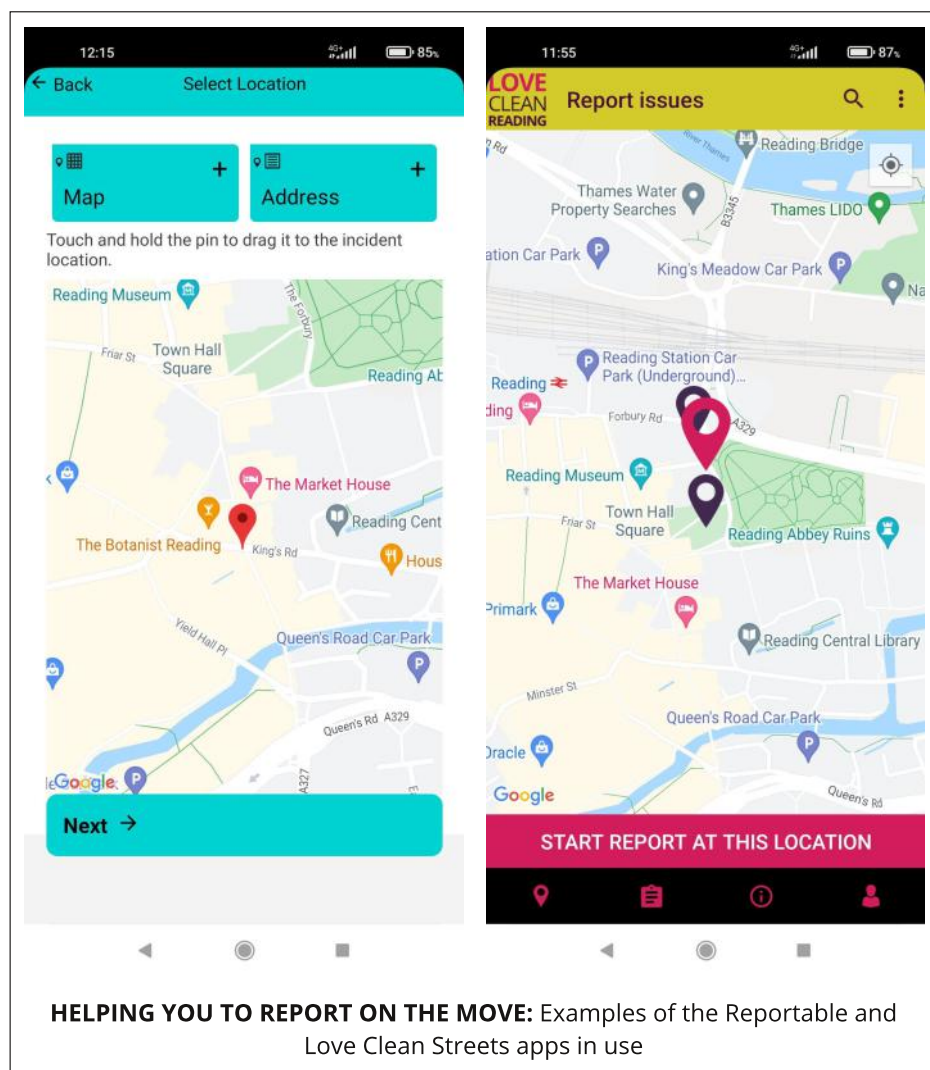 12:15
4G+
85%
← Back
Select Location
Map
+
Address
+
Touch and hold the pin to drag it to the incident
location.
Reading Museum
The Forbury
Friar St
Town Hall
Square
Reading Ab
The Market House
The Botanist Reading
King's Rd
Reading Cent
Hous
Yield Hall Pl
Queen's Road Car Park
P
Queen's Rd A329
A327
Google
P
Next →
11:55
4G+
87%
LOVE
CLEAN
READING
Report issues
Rd
River Thames
Reading Bridge
Thames Water
Property Searches
B3345
Thames LIDO
ation Car Park
P
King's Meadow Car Park
P
Na
P
Reading Station Car
Park (Underground)...
Reading
ding
Forbury Rd
A329
Reading Museum
Town Hall
Square
Friar St
Reading Abbey Ruins
The Market House
Primark
Reading Central Library
Minster St
Queen's Road Car Park
P
Oracle
Google
Queen's Rd
START REPORT AT THIS LOCATION
HELPING YOU TO REPORT ON THE MOVE: Examples of the Reportable and
Love Clean Streets apps in use